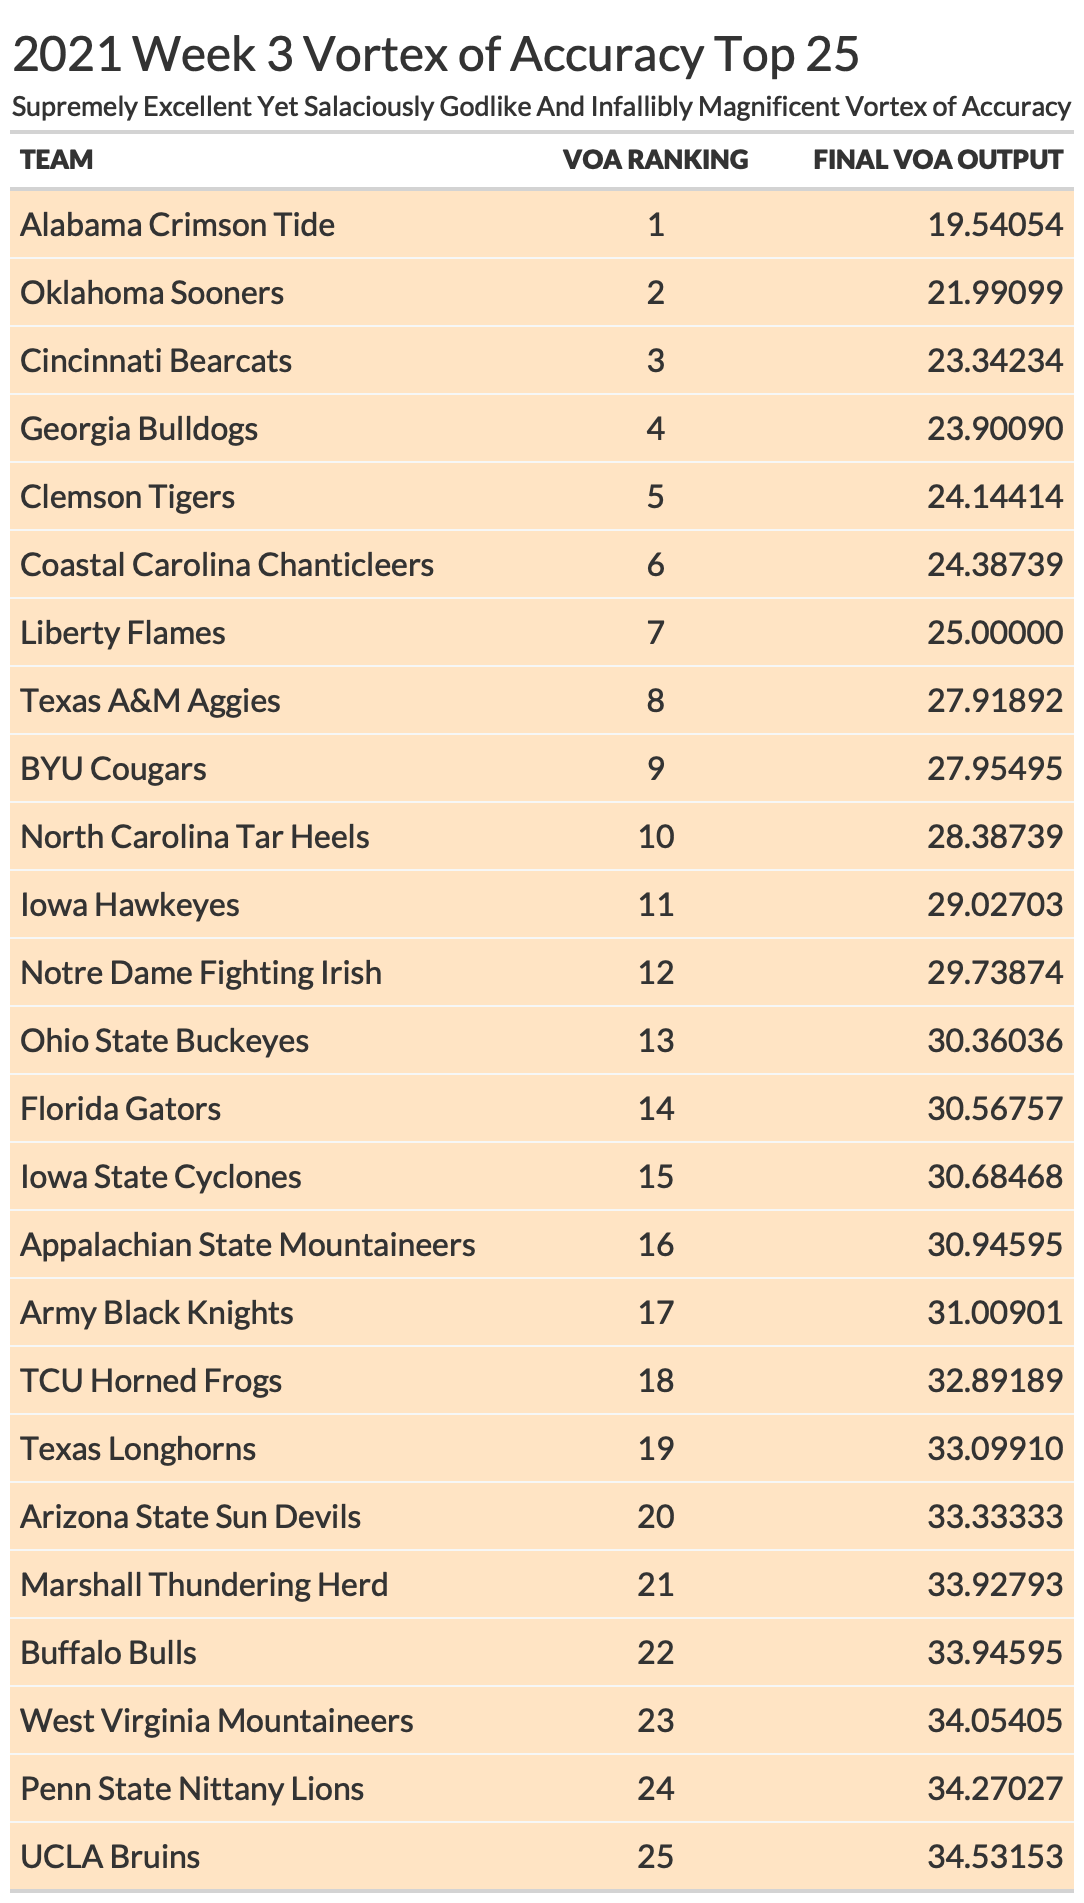 2021 Week 3 Vortex of Accuracy Top 25
Supremely Excellent Yet Salaciously Godlike And Infallibly Magnificent Vortex of Accuracy
TEAM VOA RANKING FINAL VOA OUTPUT
Alabama Crimson Tide 1 19.54054
Oklahoma Sooners 2 21.99099
Cincinnati Bearcats 3 23.34234
Georgia Bulldogs 4 23.90090
Clemson Tigers 5 24.14414
Coastal Carolina Chanticleers 6 24.38739
Liberty Flames 7 25.00000
Texas A&M Aggies 8 27.91892
BYU Cougars 9 27.95495
North Carolina Tar Heels 10 28.38739
Iowa Hawkeyes 11 29.02703
Notre Dame Fighting Irish 12 29.73874
Ohio State Buckeyes 13 30.36036
Florida Gators 14 30.56757
Iowa State Cyclones 15 30.68468
Appalachian State Mountaineers 16 30.94595
Army Black Knights 17 31.00901
TCU Horned Frogs 18 32.89189
Texas Longhorns 19 33.09910
Arizona State Sun Devils 20 33.33333
Marshall Thundering Herd 21 33.92793
Buffalo Bulls 22 33.94595
West Virginia Mountaineers 23 34.05405
Penn State Nittany Lions 24 34.27027
UCLA Bruins 25 34.53153